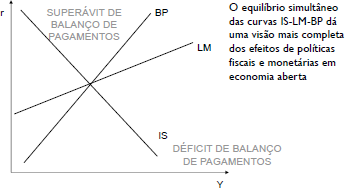 r
SUPERÁVIT DE
BALANÇO DE
PAGAMENTOS
BP
LM
IS
DÉFICIT DE BALANÇO
DE PAGAMENTOS
Y
O equilíbrio simultâneo
das curvas IS-LM-BP dá
uma visão mais completa
dos efeitos de políticas
fiscais e monetárias em
economia aberta